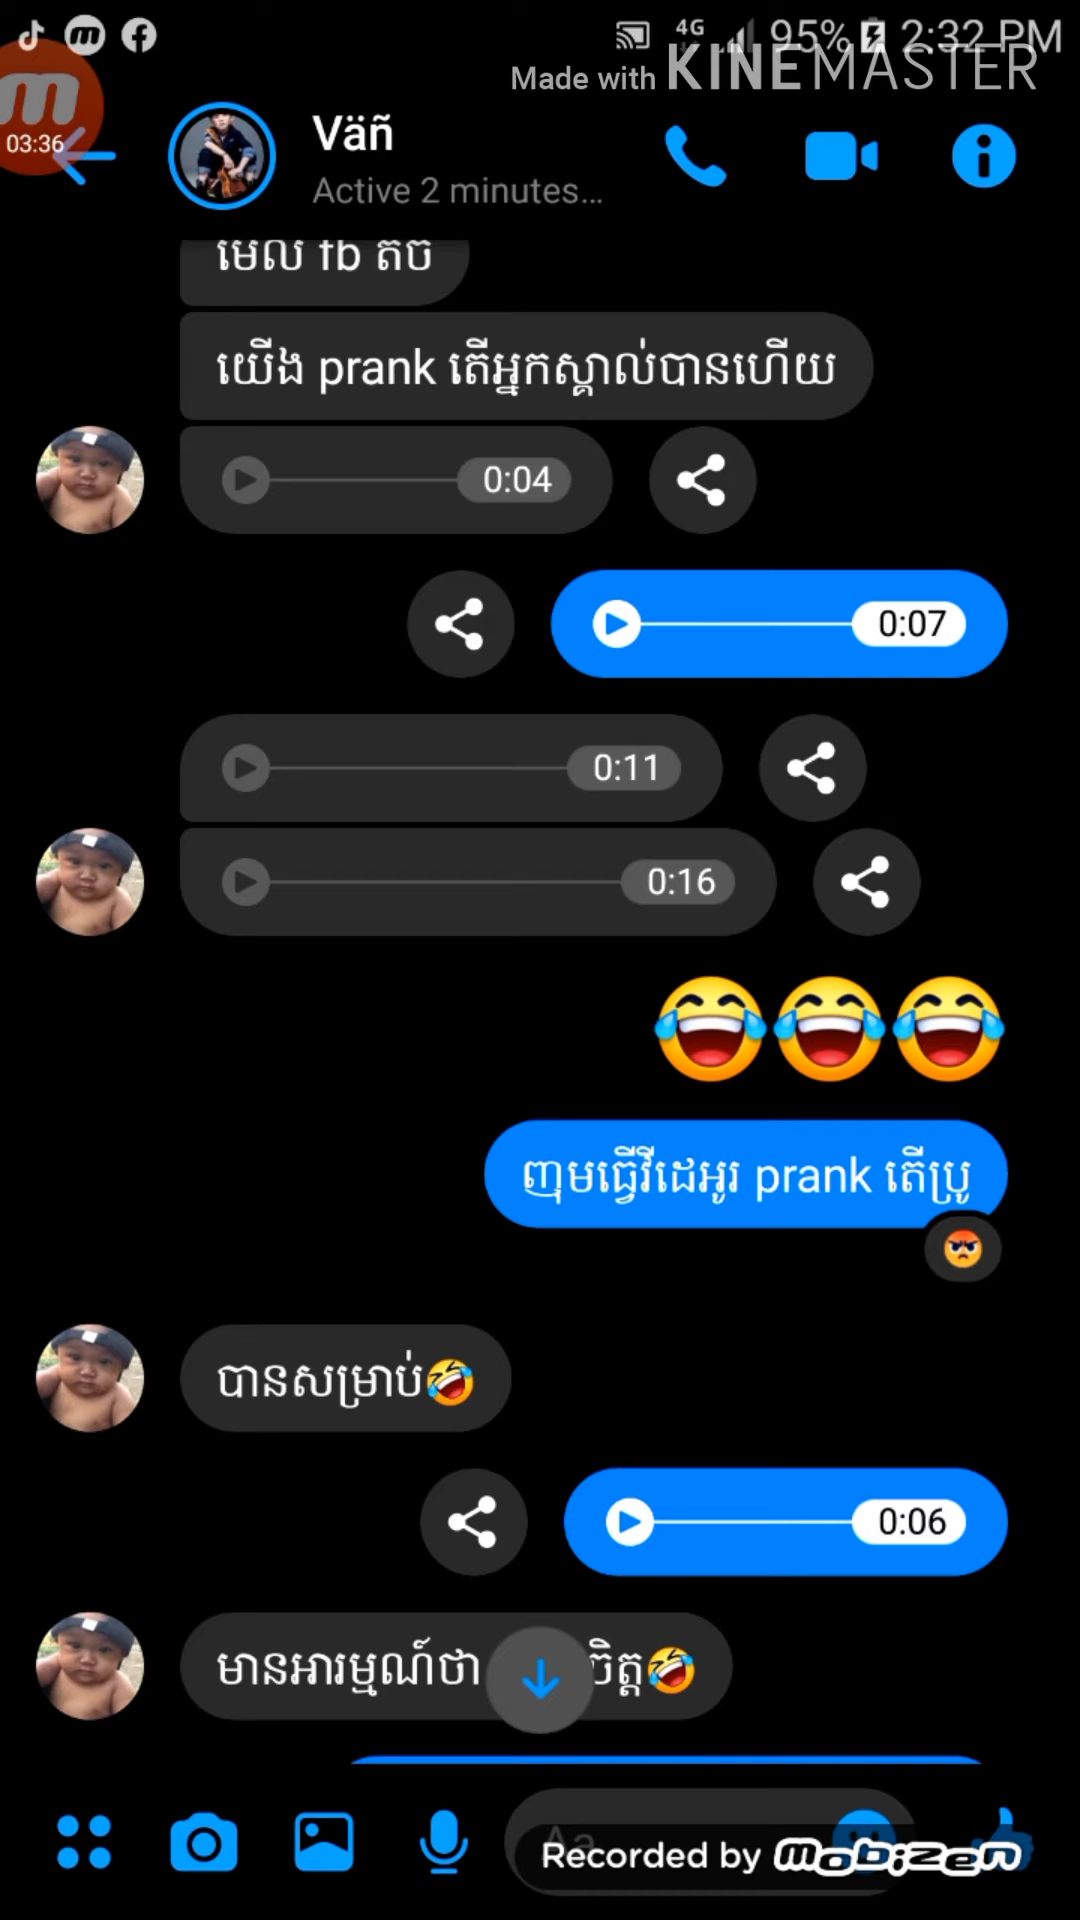 4G 95% 2:32 PM
Made with KINEMASTER
03:36
Väñ
Active 2 minutes...
មើល fb តិច
យើង prank តើអ្នកស្គាល់បានហើយ
0:04
0:07
0:11
0:16
ញុមធ្វើវីដេអូរ prank តើប្រូ
បានសម្រាប់🤣
0:06
មានអារម្មណ៍ថា ចិត្ត🤣
Aa
Recorded by mobizen